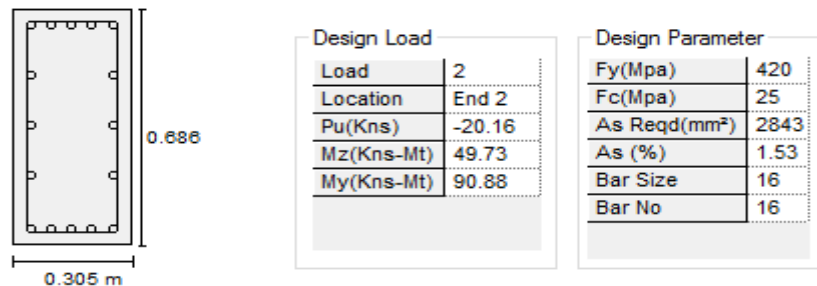 0.686
0.305 m
Design Load
Load 2
Location End 2
Pu(Kns) -20.16
Mz(Kns-Mt) 49.73
My(Kns-Mt) 90.88
Design Parameter
Fy(Mpa) 420
Fc(Mpa) 25
As Reqd(mm²) 2843
As (%) 1.53
Bar Size 16
Bar No 16